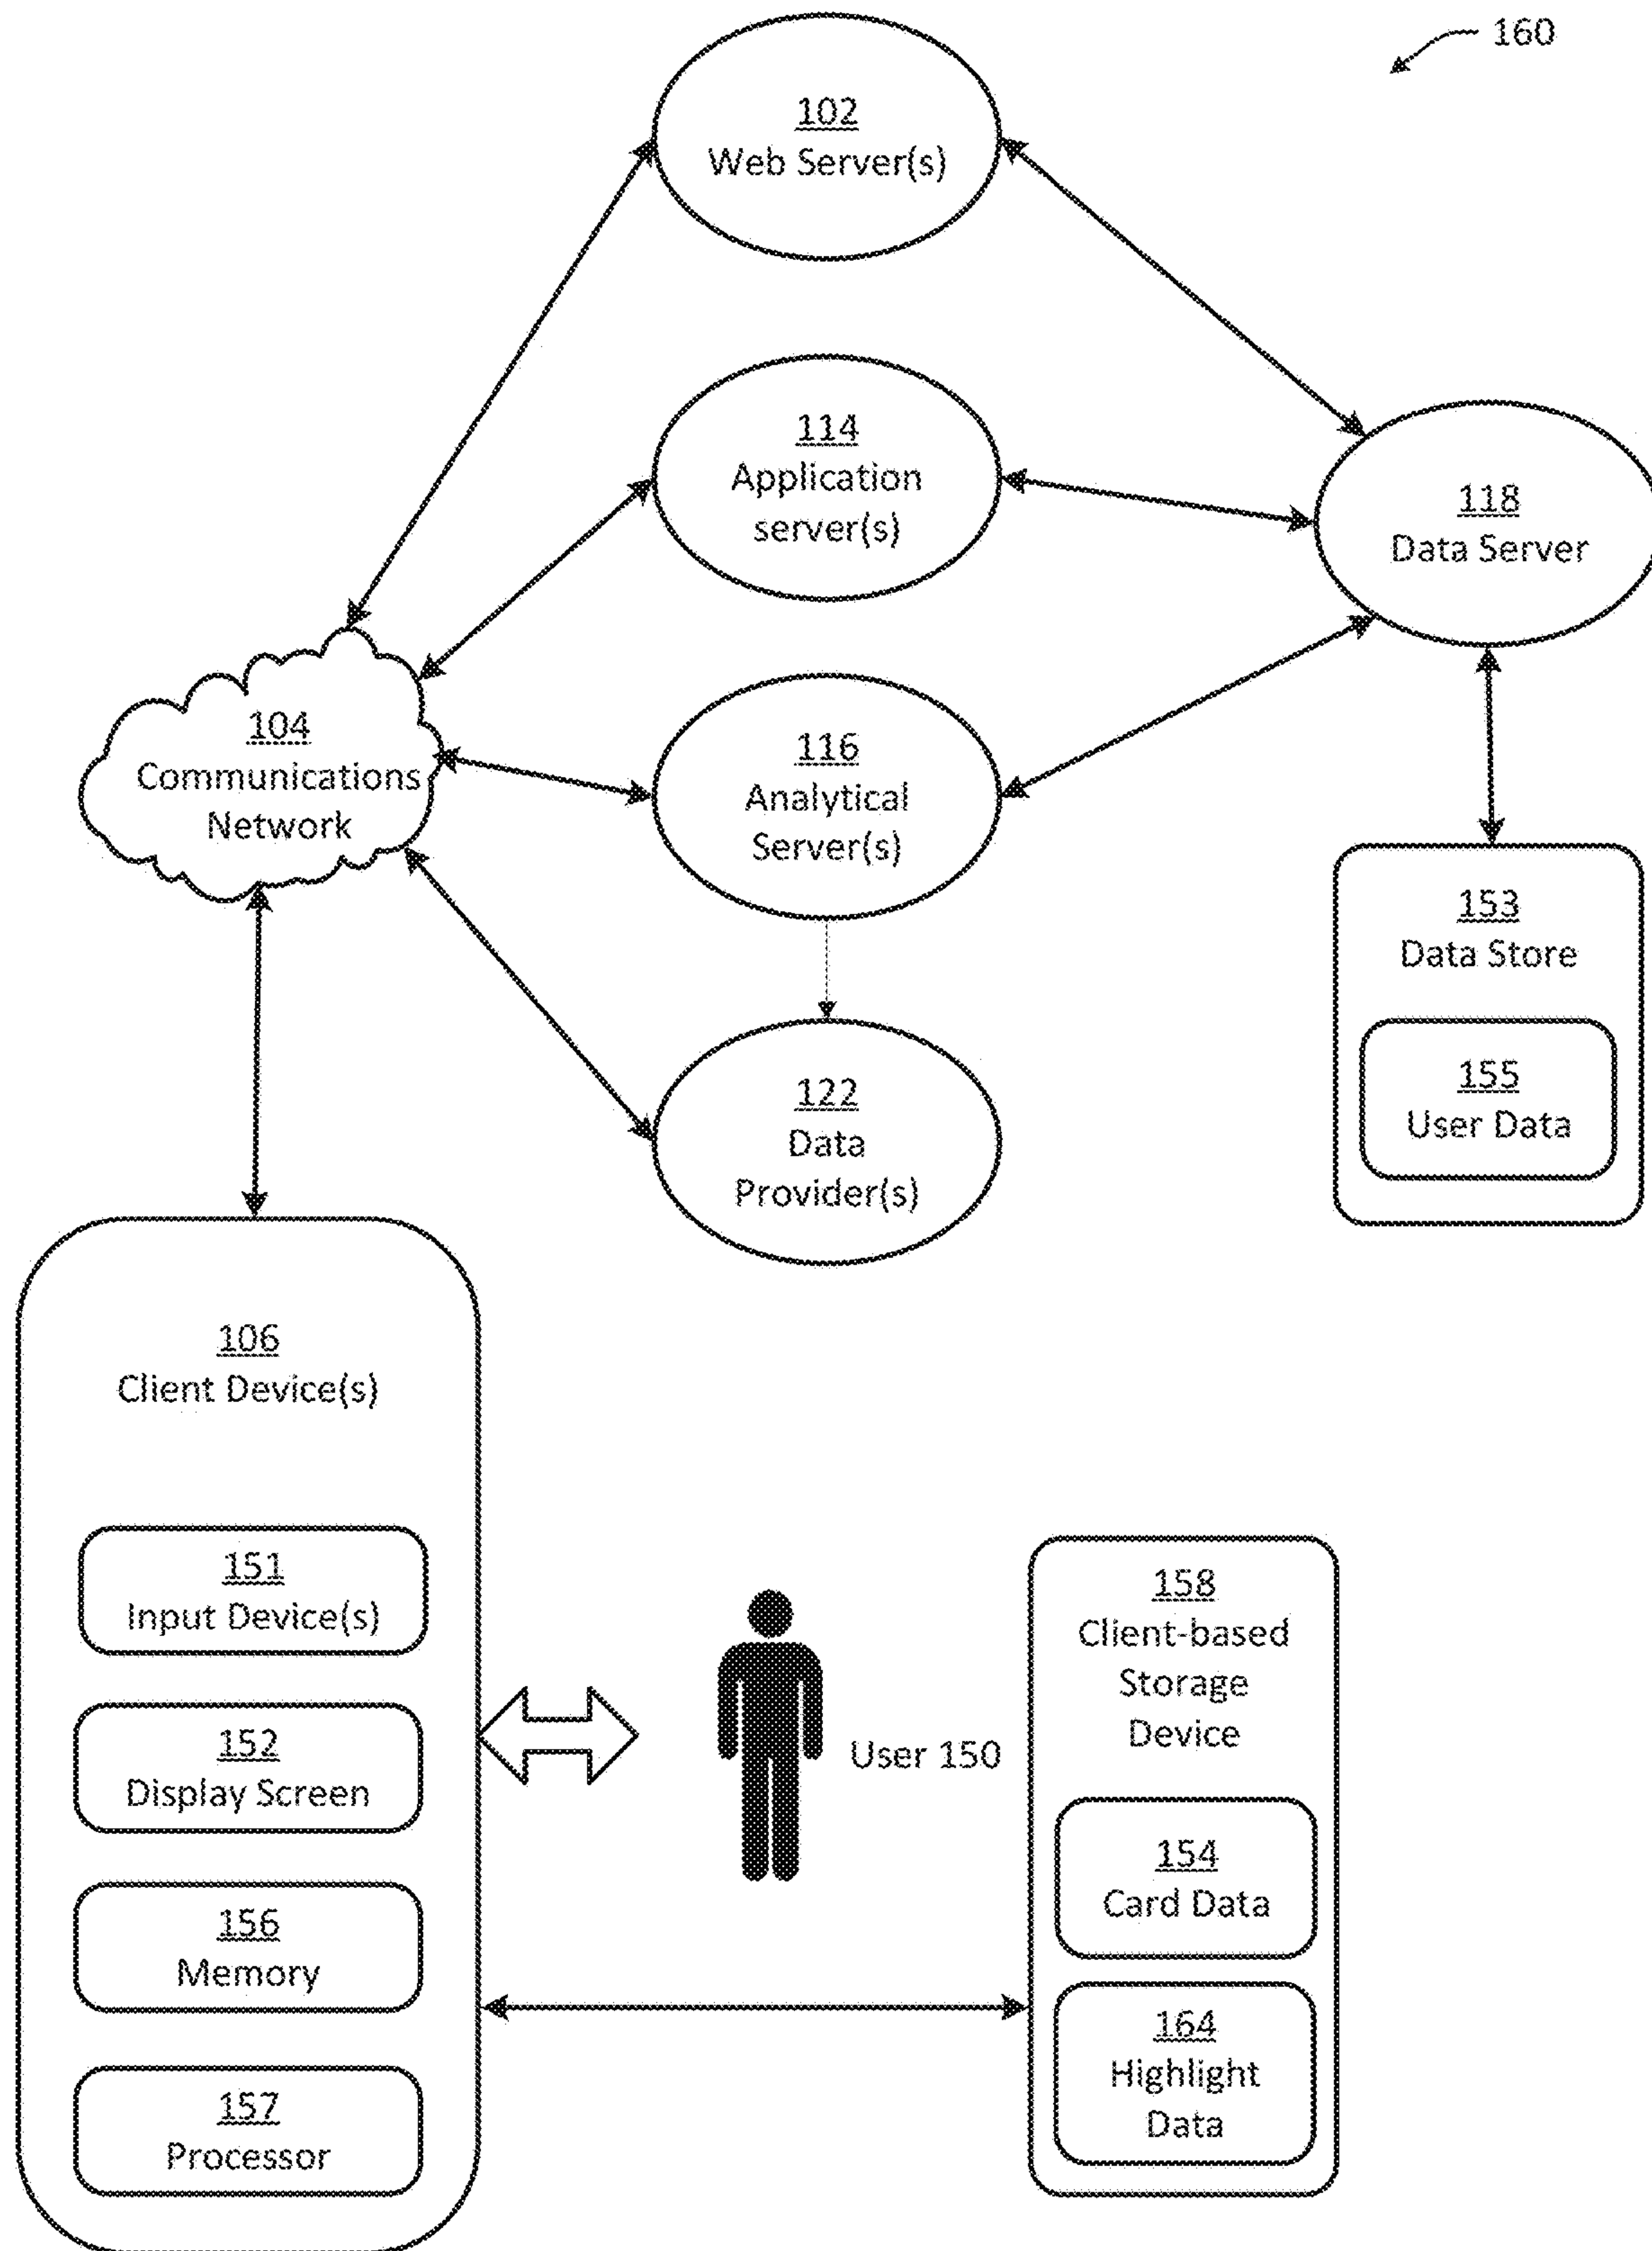 160
102
Web Server(s)
114
Application
server(s)
118
Data Server
104
Communications
Network
116
Analytical
Server(s)
153
Data Store
155
User Data
122
Data
Provider(s)
106
Client Device(s)
151
Input Device(s)
152
Display Screen
156
Memory
157
Processor
User 150
158
Client-based
Storage
Device
154
Card Data
164
Highlight
Data